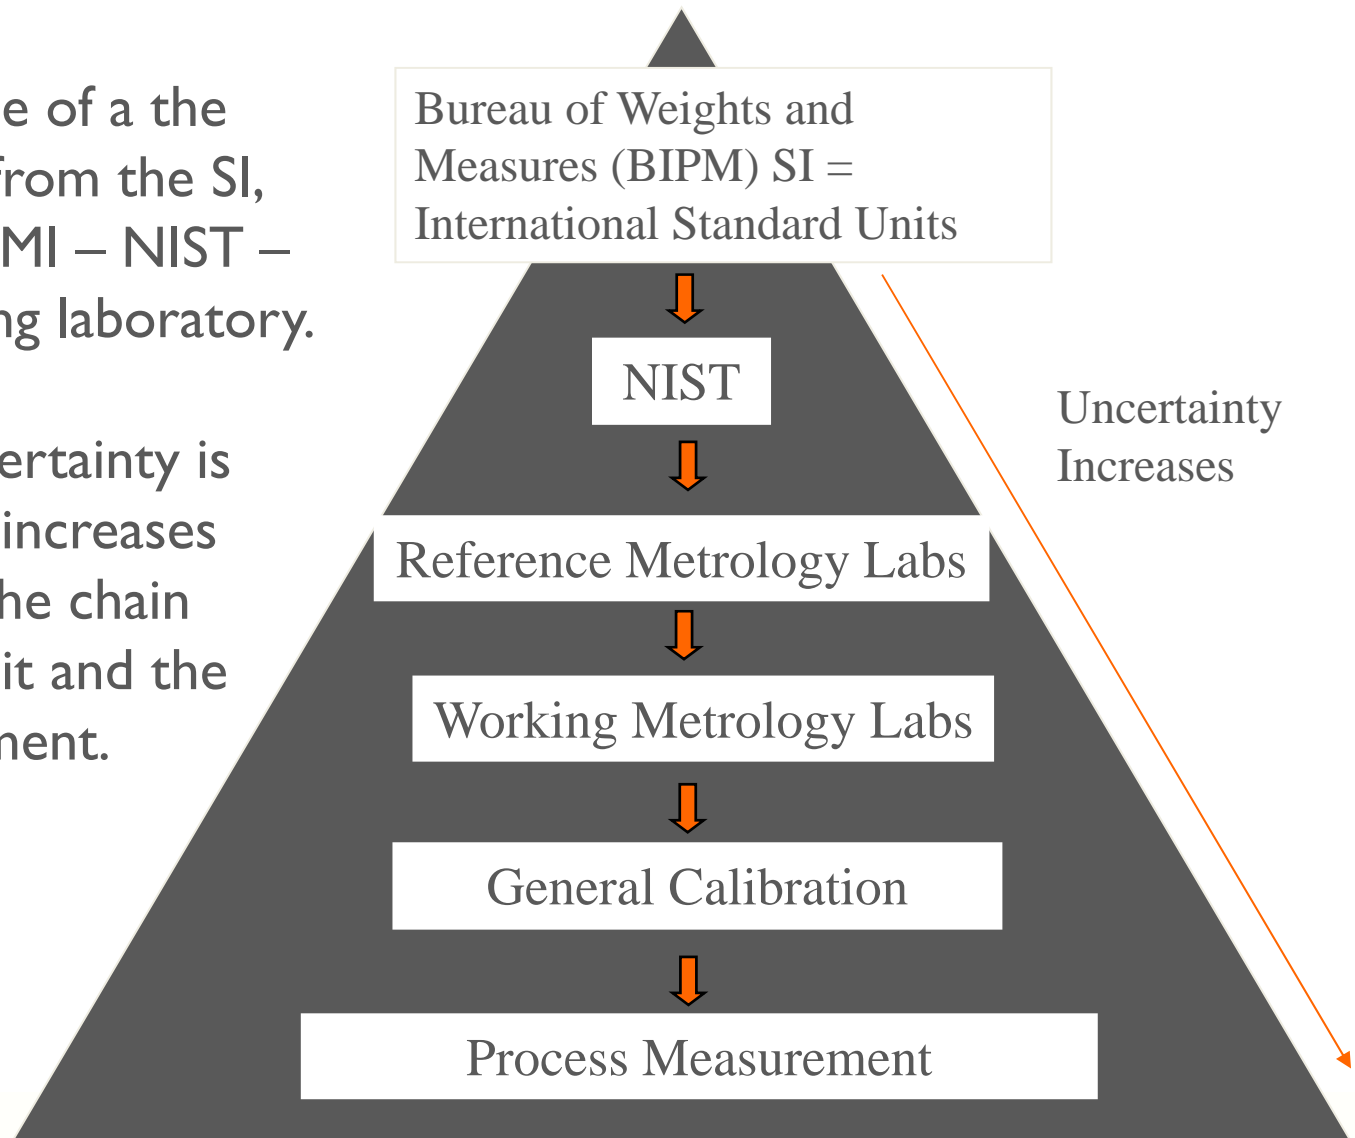 e of a the
from the SI,
MI – NIST –
ng laboratory.
ertainty is
increases
he chain
it and the
ment.
Bureau of Weights and
Measures (BIPM) SI =
International Standard Units
NIST
Uncertainty
Increases
Reference Metrology Labs
Working Metrology Labs
General Calibration
Process Measurement